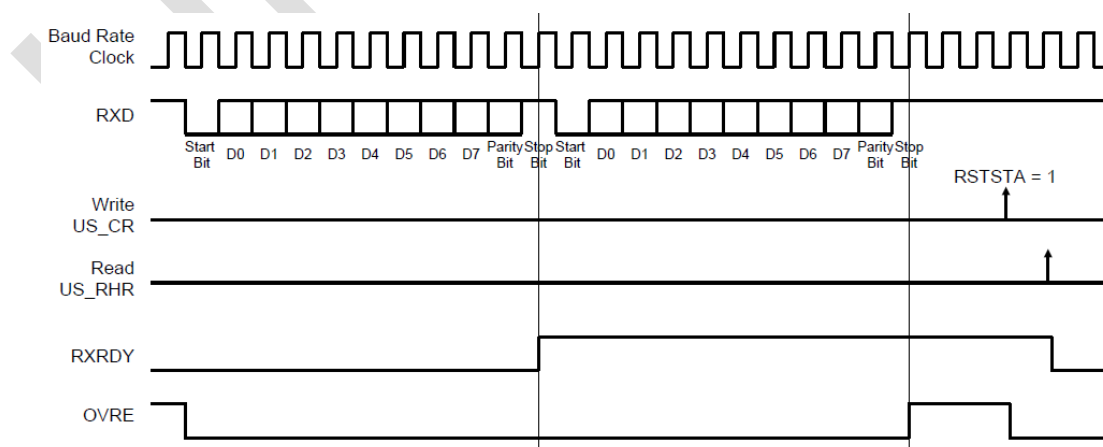 Baud Rate
Clock
RXD
Start Bit D0 D1 D2 D3 D4 D5 D6 D7 Parity Bit Stop Bit Start Bit D0 D1 D2 D3 D4 D5 D6 D7 Parity Bit Stop Bit
RSTSTA = 1
Write
US_CR
Read
US_RHR
RXRDY
OVRE